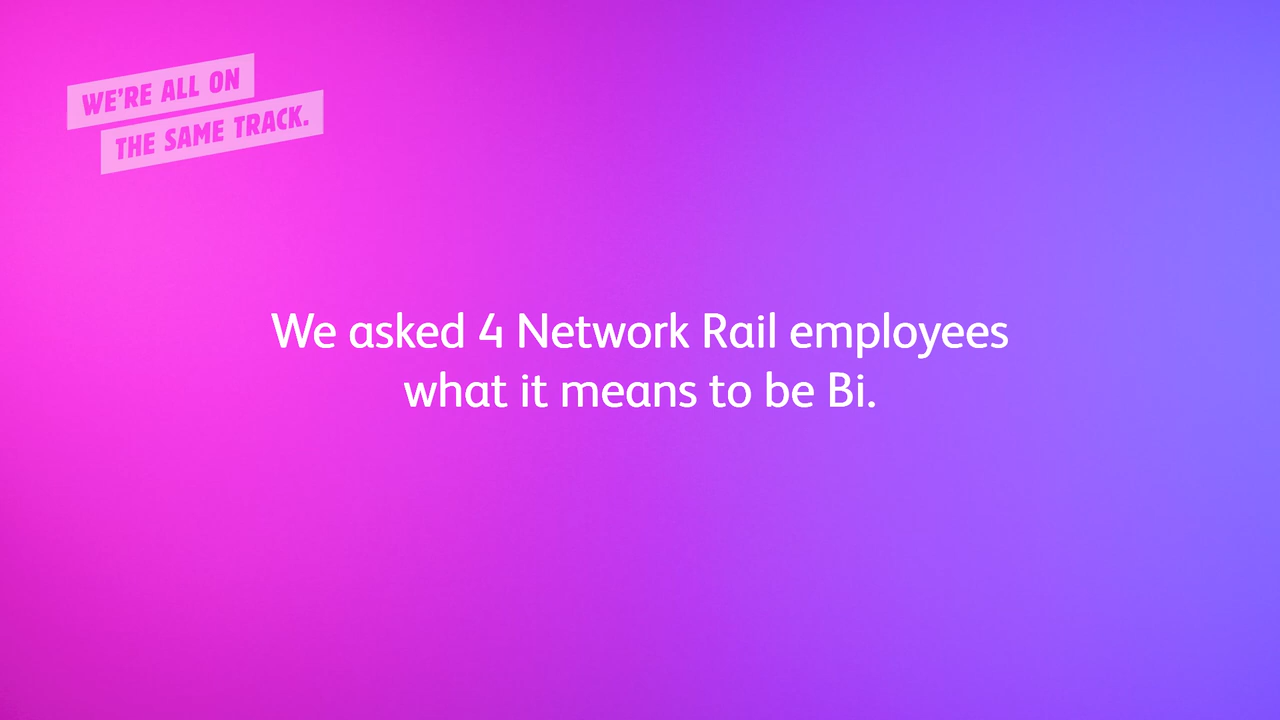 WE'RE ALL ON
THE SAME TRACK.
We asked 4 Network Rail employees
what it means to be Bi.